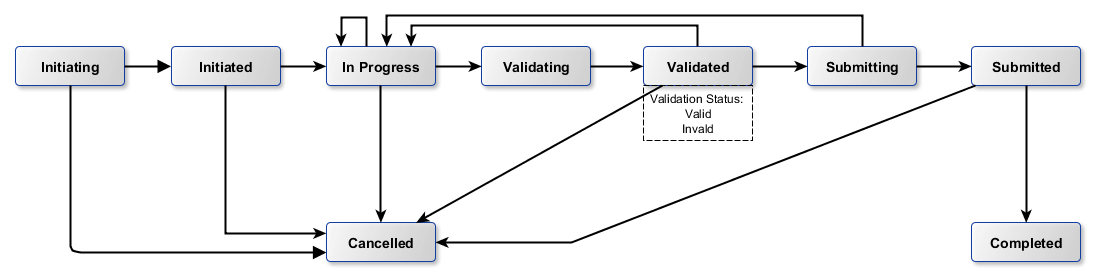 Initiating
Initiated
In Progress
Validating
Validated
Submitting
Submitted
Validation Status:
Valid
Invald
Cancelled
Completed